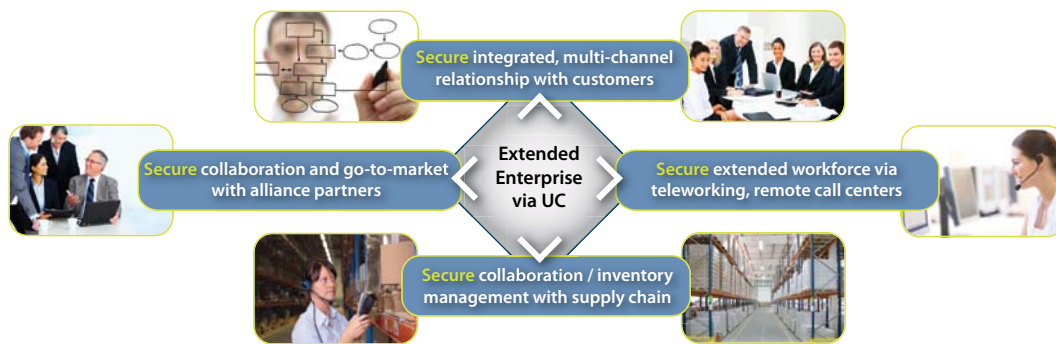 Secure integrated, multi-channel
relationship with customers
Secure collaboration and go-to-market
with alliance partners
Extended
Enterprise
via UC
Secure extended workforce via
teleworking, remote call centers
Secure collaboration / inventory
management with supply chain